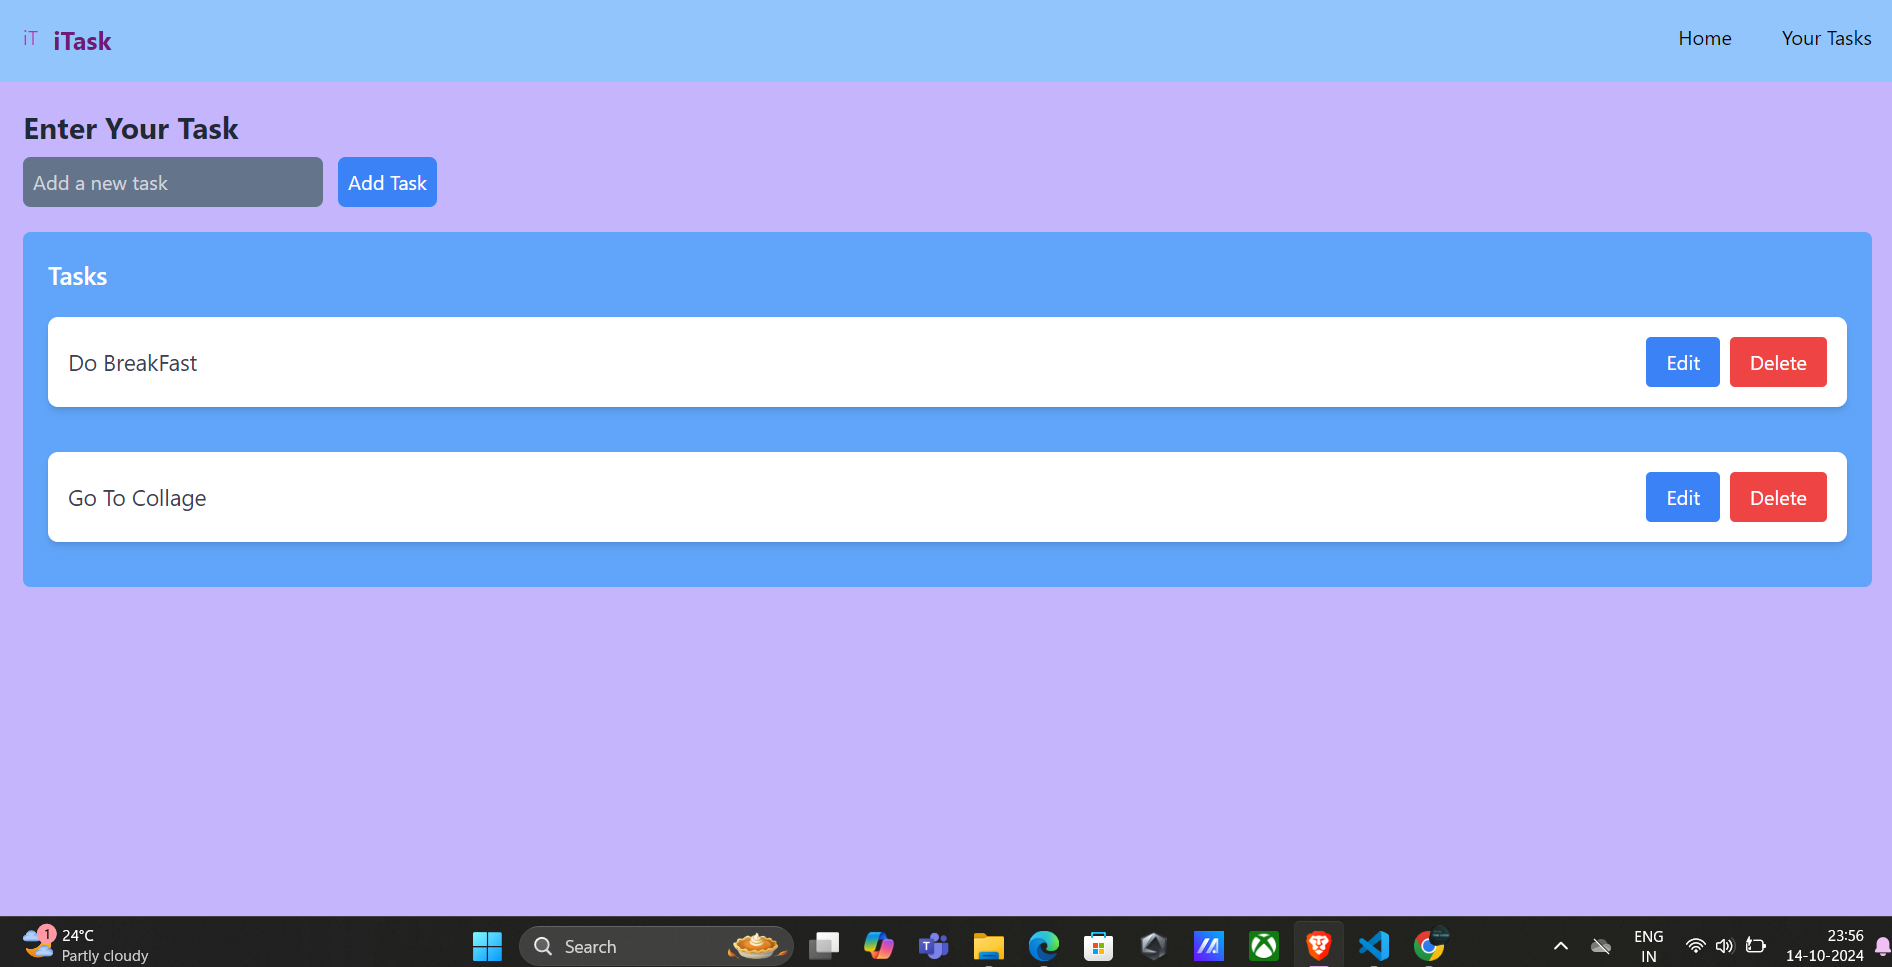 iT iTask Home Your Tasks
Enter Your Task
Add a new task Add Task
Tasks
Do BreakFast Edit Delete
Go To Collage Edit Delete
1 24°C
Partly cloudy
Search
ENG
IN
23:56
14-10-2024